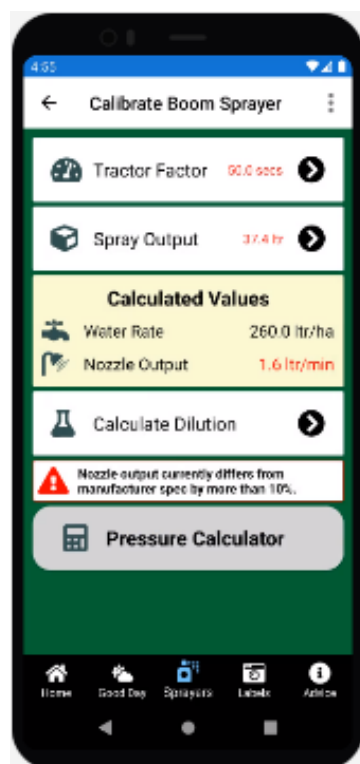 4:55
Calibrate Boom Sprayer
Tractor Factor 50.0 secs
Spray Output 37.4 ltr
Calculated Values
Water Rate 260.0 ltr/ha
Nozzle Output 1.6 ltr/min
Calculate Dilution
Nozzle output currently differs from
manufacturer spec by more than 10%.
Pressure Calculator
Home Good Day Sprayers Labels Advice